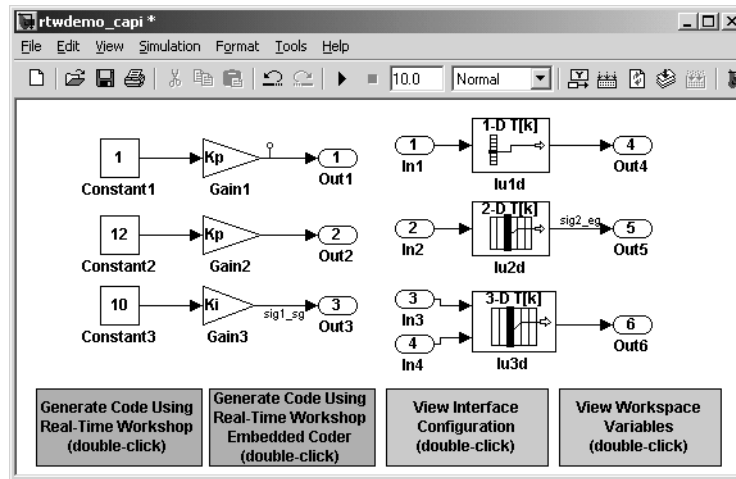 rtwdemo_capi *
File Edit View Simulation Format Tools Help
10.0 Normal
1
Constant1
Kp
Gain1
1
Out1
12
Constant2
Kp
Gain2
2
Out2
10
Constant3
Ki
Gain3
sig1_sg
3
Out3
1
In1
1-D T[k]
lu1d
4
Out4
2
In2
2-D T[k]
lu2d
sig2_eg
5
Out5
3
In3
4
In4
3-D T[k]
lu3d
6
Out6
Generate Code Using
Real-Time Workshop
(double-click)
Generate Code Using
Real-Time Workshop
Embedded Coder
(double-click)
View Interface
Configuration
(double-click)
View Workspace
Variables
(double-click)